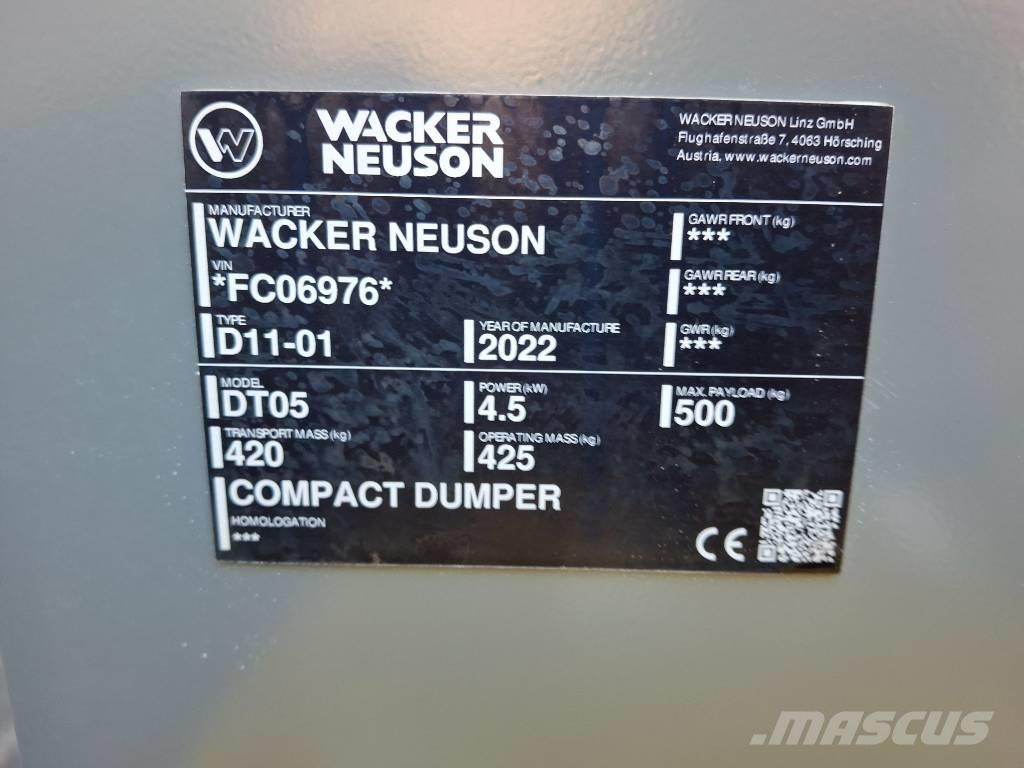 WACKER
NEUSON
WACKER NEUSON Linz GmbH
Flughafenstraße 7, 4063 Hörsching
Austria, www.wackerneuson.com
MANUFACTURER
WACKER NEUSON
VIN
*FC06976*
TYPE
D11-01
YEAR OF MANUFACTURE
2022
GAWR FRONT (kg)
***
GAWR REAR (kg)
***
GWR (kg)
***
MODEL
DT05
POWER (kW)
4.5
MAX. PAYLOAD (kg)
500
TRANSPORT MASS (kg)
420
OPERATING MASS (kg)
425
COMPACT DUMPER
HOMOLOGATION
***
CE
.MASCUS